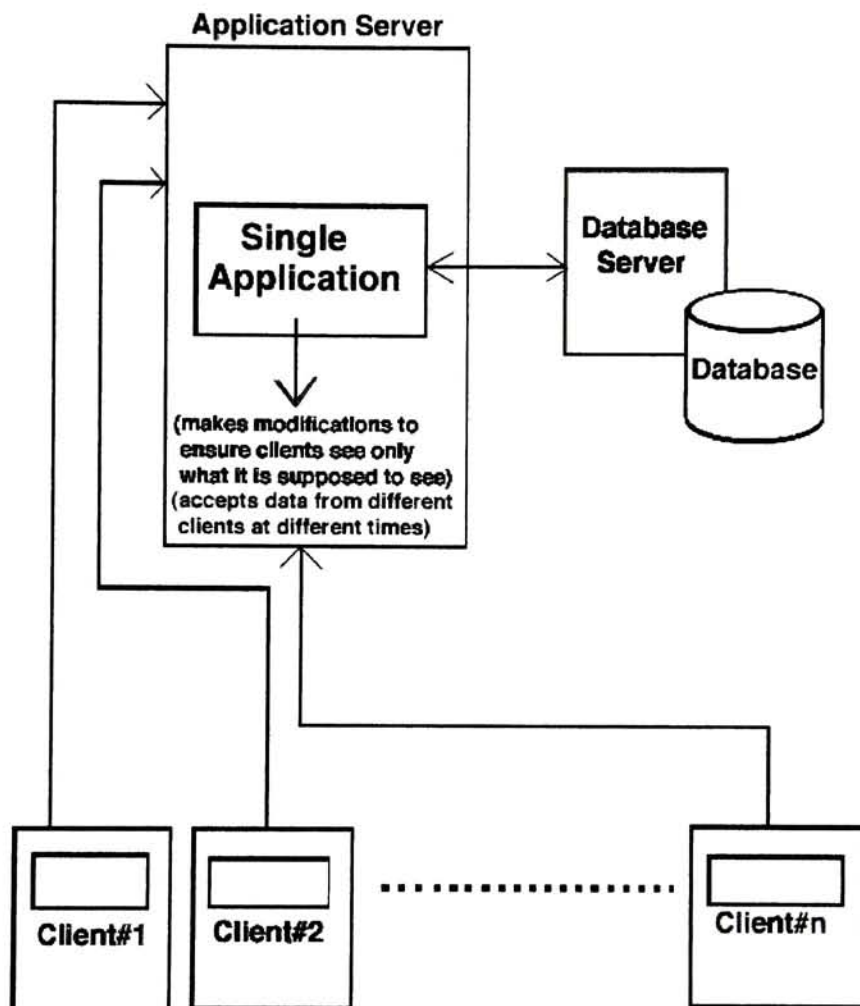 Application Server
Single
Application
Database
Server
Database
(makes modifications to
ensure clients see only
what it is supposed to see)
(accepts data from different
clients at different times)
Client#1
Client#2
Client#n